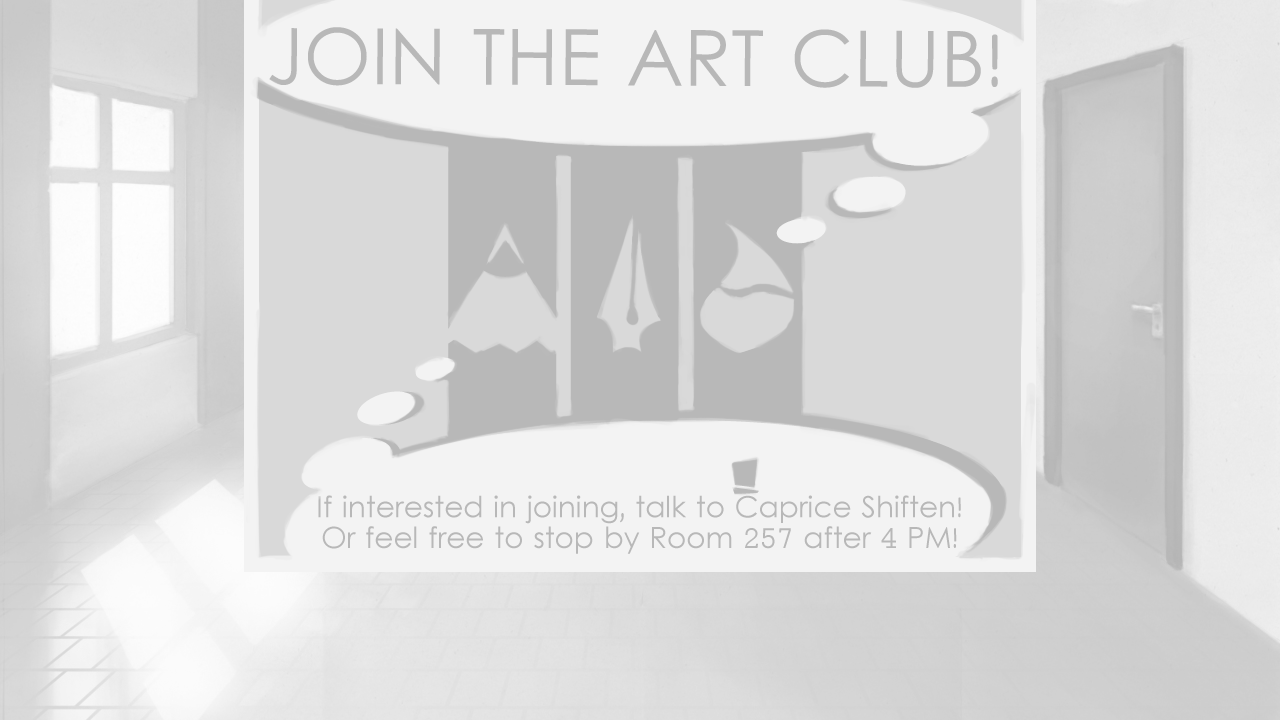 JOIN THE ART CLUB!
If interested in joining, talk to Caprice Shiften!
Or feel free to stop by Room 257 after 4 PM!